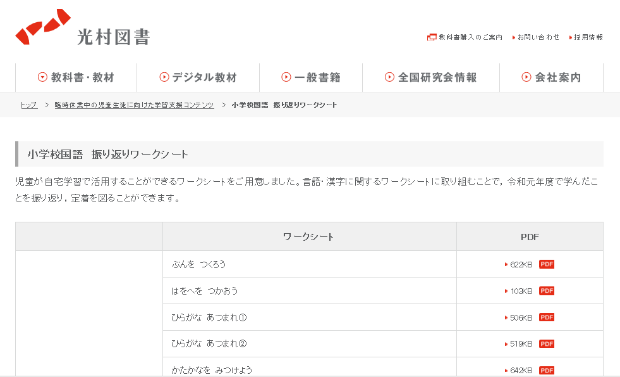 光村図書
教科書購入のご案内 お問い合わせ 採用情報
教科書・教材 デジタル教材 一般書籍 全国研究会情報 会社案内
トップ > 臨時休業中の児童生徒に向けた学習支援コンテンツ > 小学校国語 振り返りワークシート
小学校国語 振り返りワークシート
児童が自宅学習で活用することができるワークシートをご用意しました。言語・漢字に関するワークシートに取り組むことで，令和元年度で学んだこ
とを振り返り，定着を図ることができます。
ワークシート PDF
ぶんを つくろう 622KB PDF
はをへを つかおう 103KB PDF
ひらがな あつまれ① 506KB PDF
ひらがな あつまれ② 519KB PDF
かたかなを みつけよう 642KB PDF